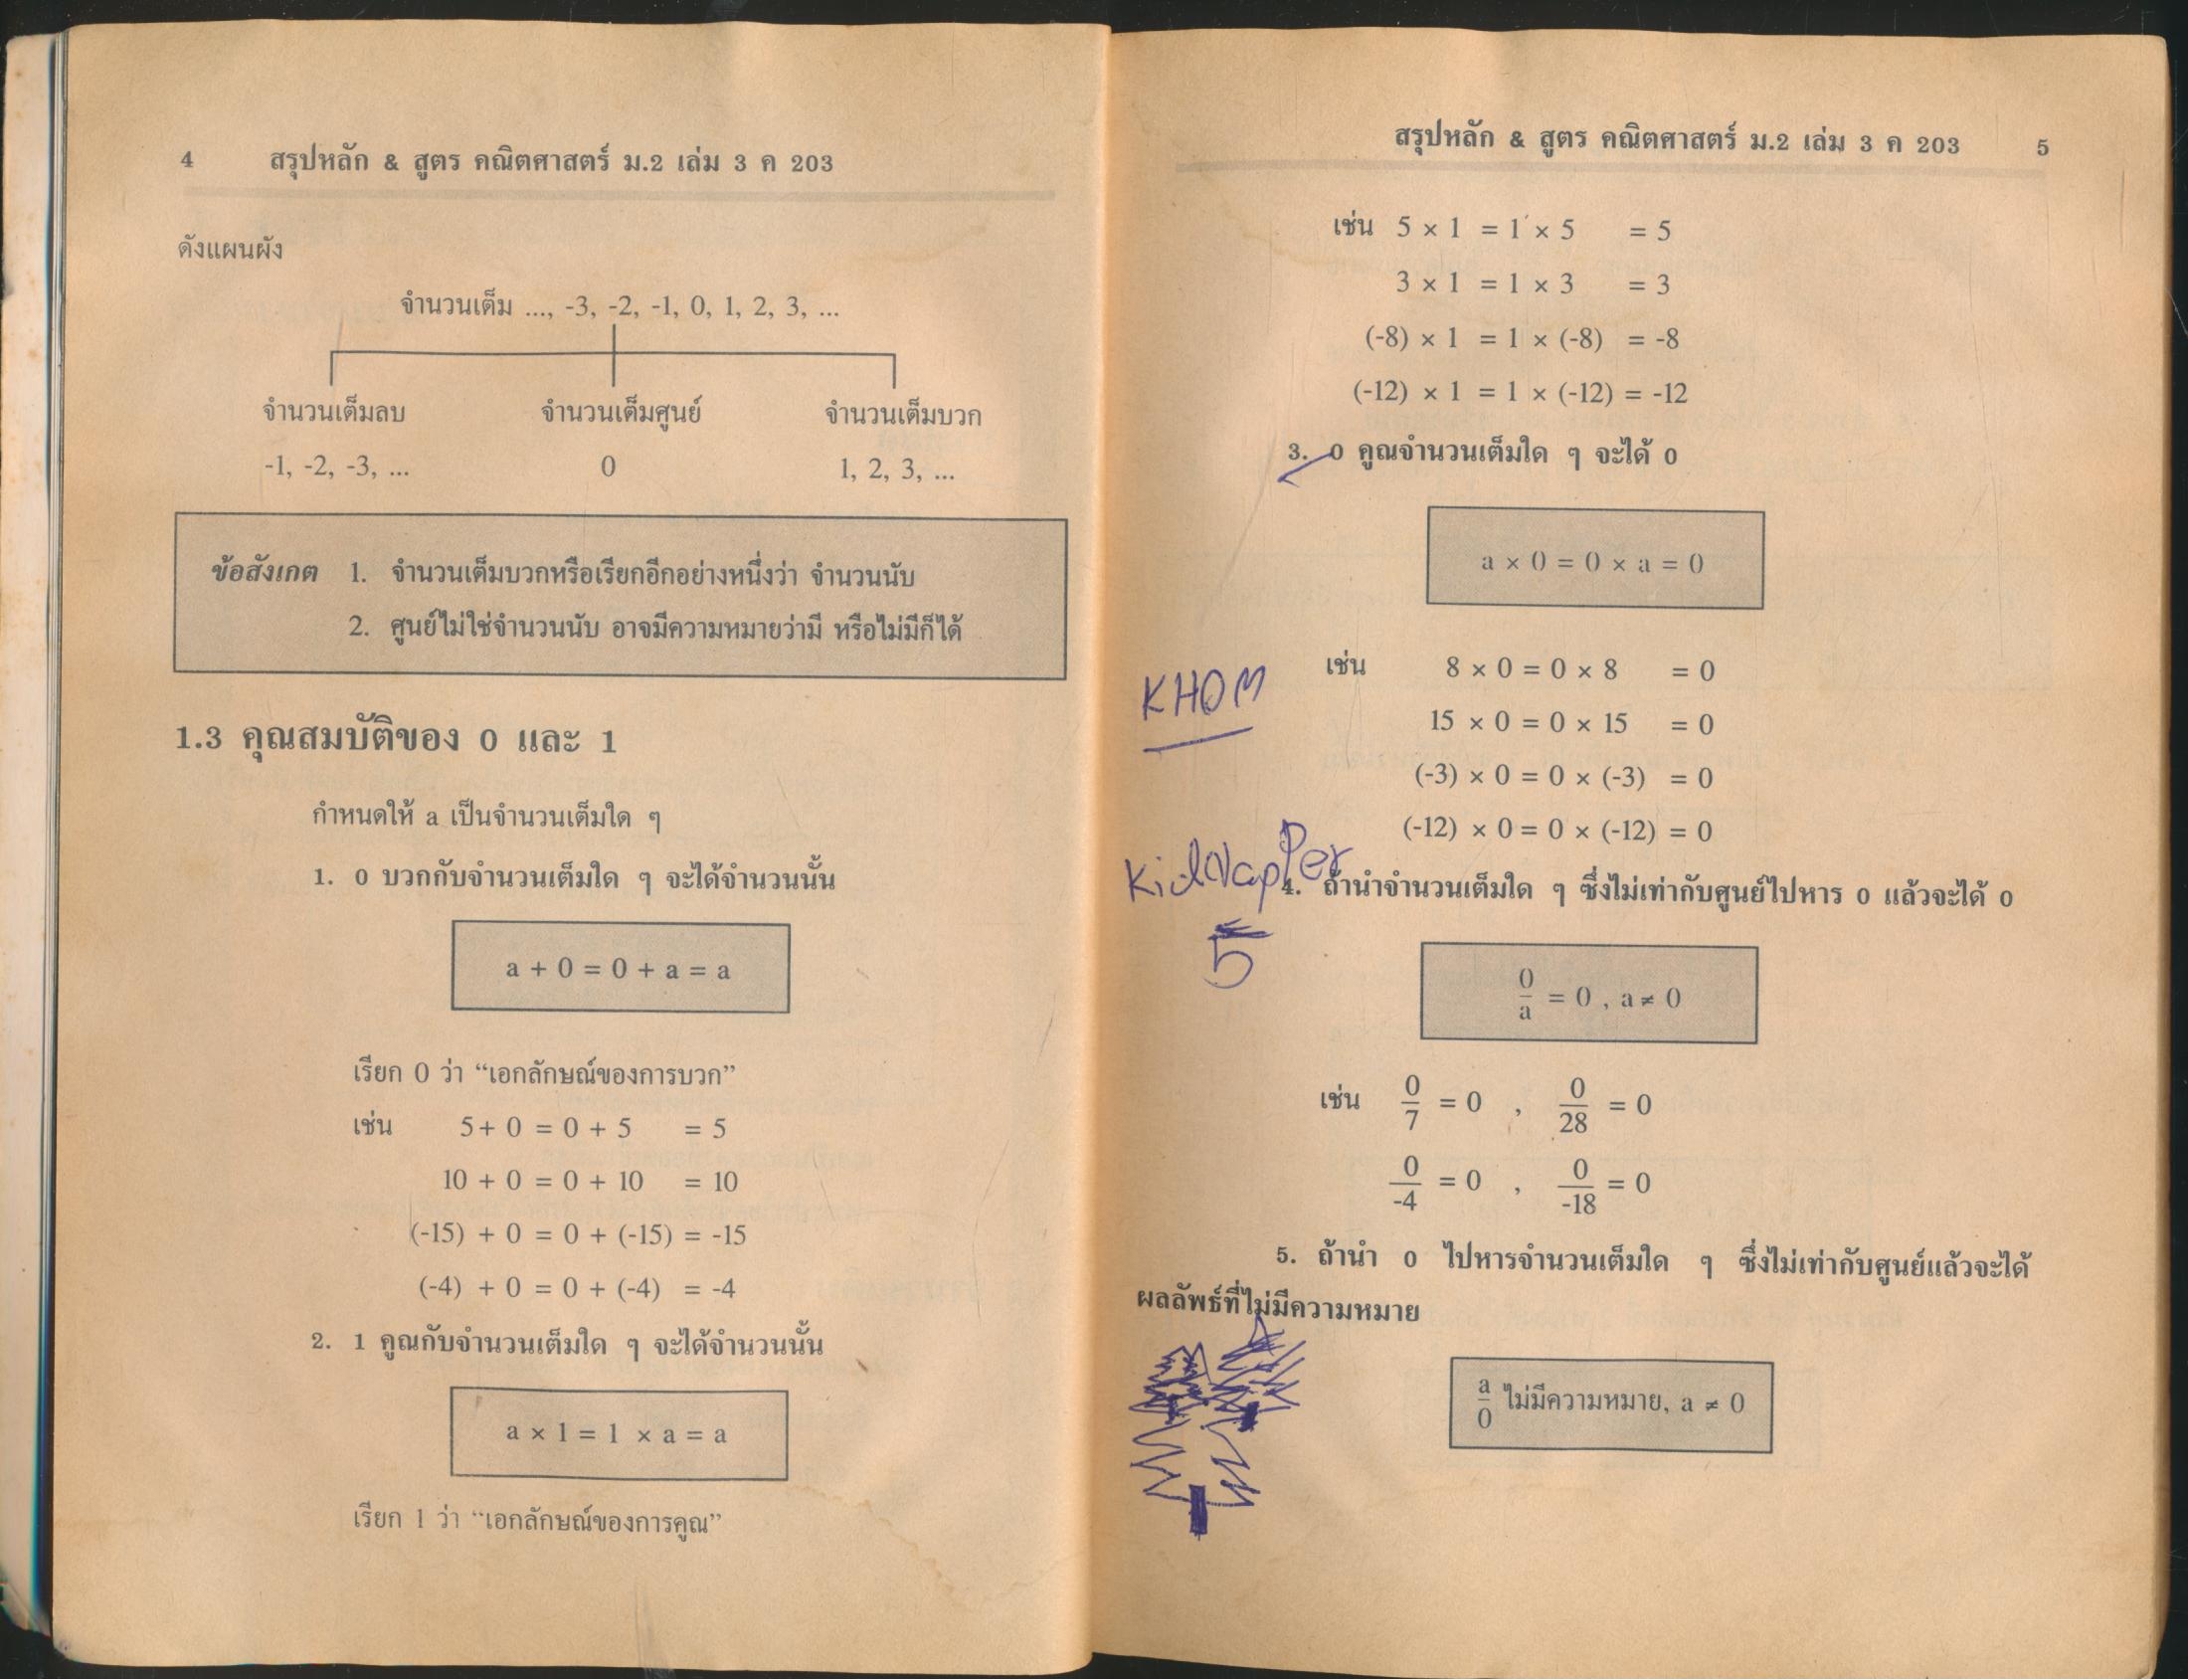 4 สรุปหลัก & สูตร คณิตศาสตร์ ม.2 เล่ม 3 ค 203
ดังแผนผัง
จำนวนเต็ม ..., -3, -2, -1, 0, 1, 2, 3, ...
จำนวนเต็มลบ จำนวนเต็มศูนย์ จำนวนเต็มบวก
-1, -2, -3, ... 0 1, 2, 3, ...
ข้อสังเกต 1. จำนวนเต็มบวกหรือเรียกอีกอย่างหนึ่งว่า จำนวนนับ
2. ศูนย์ไม่ใช่จำนวนนับ อาจมีความหมายว่ามี หรือไม่มีก็ได้
1.3 คุณสมบัติของ 0 และ 1
กำหนดให้ a เป็นจำนวนเต็มใด ๆ
1. 0 บวกกับจำนวนเต็มใด ๆ จะได้จำนวนนั้น
a + 0 = 0 + a = a
เรียก 0 ว่า “เอกลักษณ์ของการบวก”
เช่น 5 + 0 = 0 + 5 = 5
10 + 0 = 0 + 10 = 10
(-15) + 0 = 0 + (-15) = -15
(-4) + 0 = 0 + (-4) = -4
2. 1 คูณกับจำนวนเต็มใด ๆ จะได้จำนวนนั้น
a × 1 = 1 × a = a
เรียก 1 ว่า “เอกลักษณ์ของการคูณ”
สรุปหลัก & สูตร คณิตศาสตร์ ม.2 เล่ม 3 ค 203 5
เช่น 5 × 1 = 1 × 5 = 5
3 × 1 = 1 × 3 = 3
(-8) × 1 = 1 × (-8) = -8
(-12) × 1 = 1 × (-12) = -12
3. 0 คูณจำนวนเต็มใด ๆ จะได้ 0
a × 0 = 0 × a = 0
เช่น 8 × 0 = 0 × 8 = 0
KHOM
15 × 0 = 0 × 15 = 0
(-3) × 0 = 0 × (-3) = 0
(-12) × 0 = 0 × (-12) = 0
KidNapPer
4. ถ้านำจำนวนเต็มใด ๆ ซึ่งไม่เท่ากับศูนย์ไปหาร 0 แล้วจะได้ 0
5
0/a = 0 , a ≠ 0
เช่น 0/7 = 0 , 0/28 = 0
0/-4 = 0 , 0/-18 = 0
5. ถ้านำ 0 ไปหารจำนวนเต็มใด ๆ ซึ่งไม่เท่ากับศูนย์แล้วจะได้
ผลลัพธ์ที่ไม่มีความหมาย
a/0 ไม่มีความหมาย, a ≠ 0